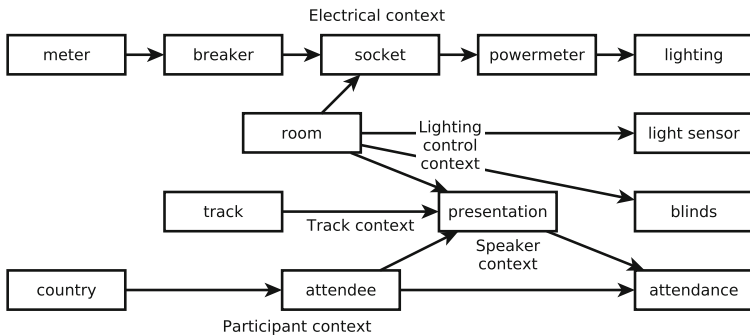 Electrical context
meter
breaker
socket
powermeter
lighting
room
Lighting
control
context
light sensor
track
Track context
presentation
blinds
Speaker
context
country
attendee
attendance
Participant context